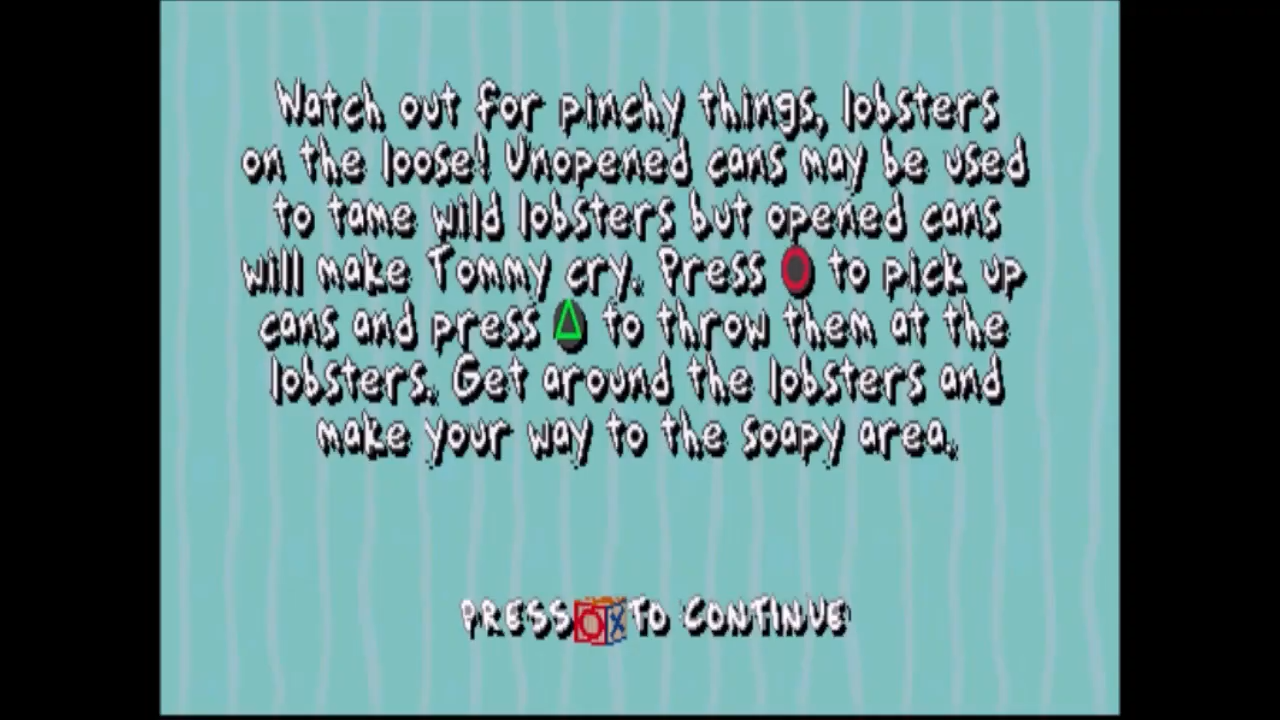 Watch out for pinchy things, lobsters
on the loose! Unopened cans may be used
to tame wild lobsters but opened cans
will make Tommy cry. Press ○ to pick up
cans and press △ to throw them at the
lobsters. Get around the lobsters and
make your way to the soapy area.
PRESS O X TO CONTINUE